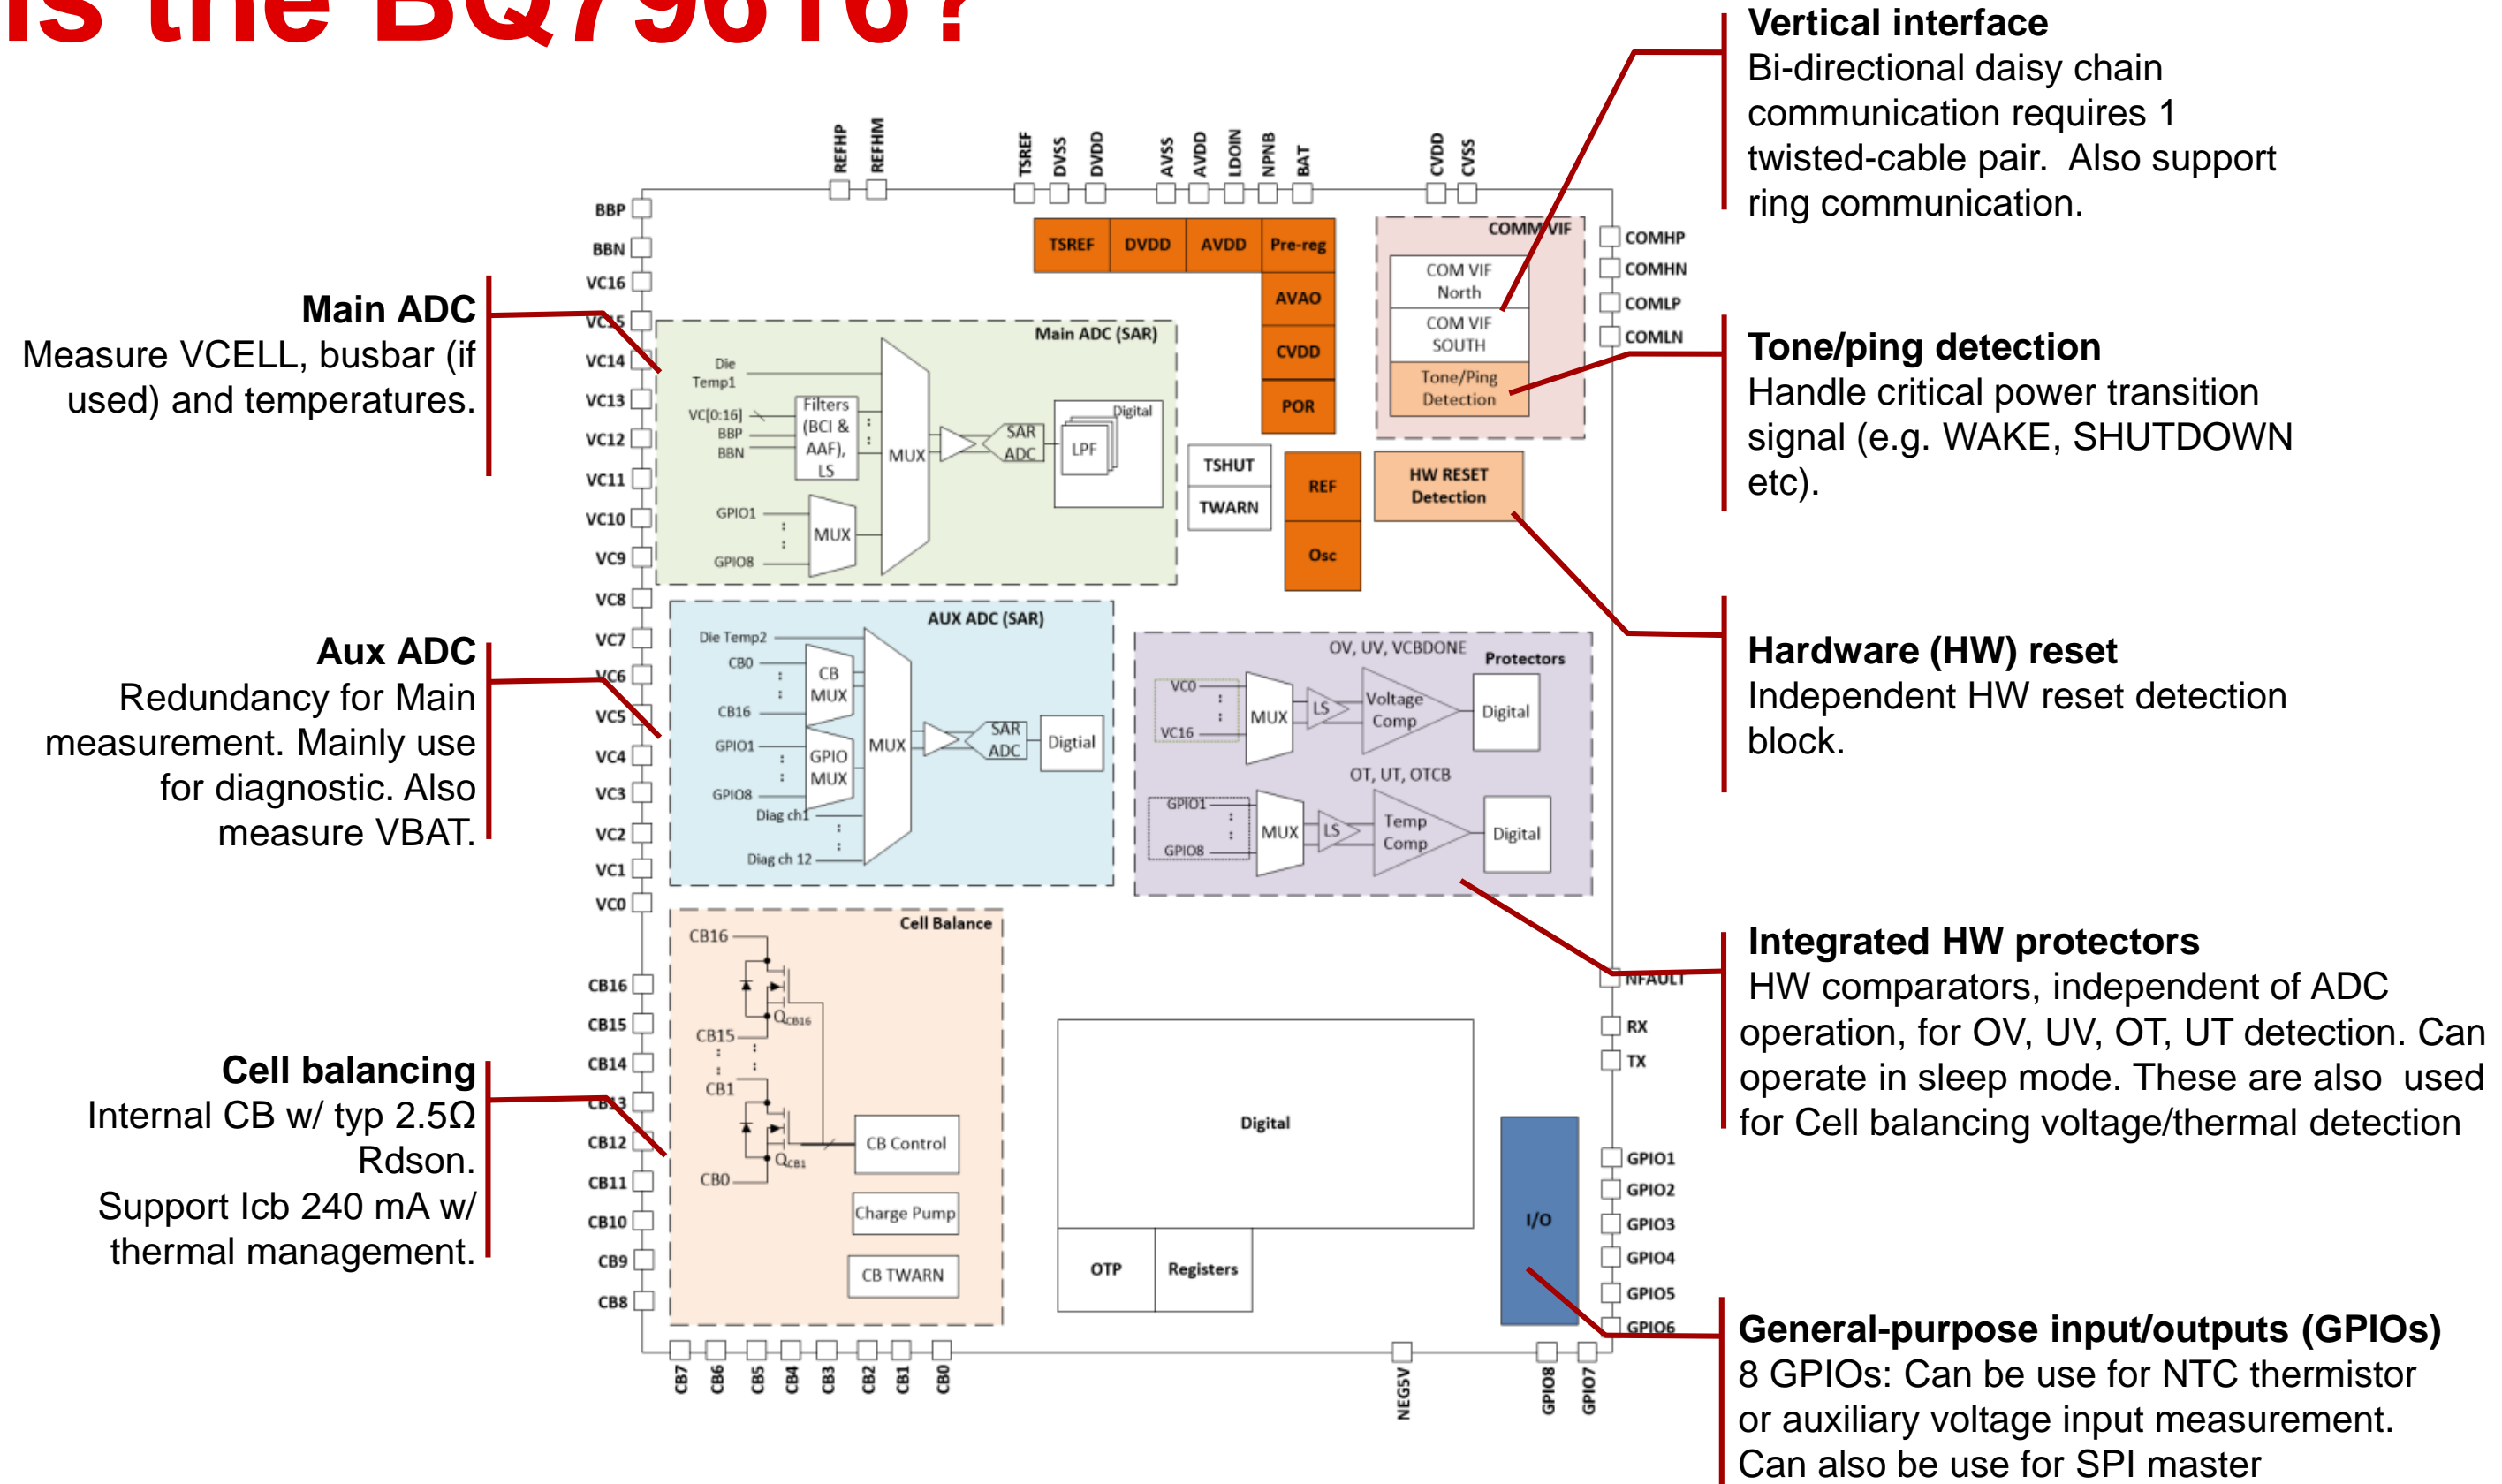 is the BQ79616?
Vertical interface
Bi-directional daisy chain
communication requires 1
twisted-cable pair.  Also support
ring communication.
Tone/ping detection
Handle critical power transition
signal (e.g. WAKE, SHUTDOWN
etc).
Hardware (HW) reset
Independent HW reset detection
block.
Integrated HW protectors
HW comparators, independent of ADC
operation, for OV, UV, OT, UT detection. Can
operate in sleep mode. These are also  used
for Cell balancing voltage/thermal detection
General-purpose input/outputs (GPIOs)
8 GPIOs: Can be use for NTC thermistor
or auxiliary voltage input measurement.
Can also be use for SPI master
Main ADC
Measure VCELL, busbar (if
used) and temperatures.
Aux ADC
Redundancy for Main
measurement. Mainly use
for diagnostic. Also
measure VBAT.
Cell balancing
Internal CB w/ typ 2.5Ω
Rdson.
Support Icb 240 mA w/
thermal management.
REFHP
REFHM
TSREF
DVSS
DVDD
AVSS
AVDD
LDOIN
NPNB
BAT
CVDD
CVSS
BBP
BBN
VC16
VC15
VC14
VC13
VC12
VC11
VC10
VC9
VC8
VC7
VC6
VC5
VC4
VC3
VC2
VC1
VC0
CB16
CB15
CB14
CB13
CB12
CB11
CB10
CB9
CB8
CB7
CB6
CB5
CB4
CB3
CB2
CB1
CB0
NEG5V
GPIO8
GPIO7
COMHP
COMHN
COMLP
COMLN
NFAULT
RX
TX
GPIO1
GPIO2
GPIO3
GPIO4
GPIO5
GPIO6
TSREF
DVDD
AVDD
Pre-reg
AVAO
CVDD
POR
COMM VIF
COM VIF
North
COM VIF
SOUTH
Tone/Ping
Detection
TSHUT
TWARN
REF
Osc
HW RESET
Detection
Main ADC (SAR)
Die
Temp1
VC[0:16]
BBP
BBN
Filters
(BCI &
AAF),
LS
GPIO1
GPIO8
MUX
MUX
SAR
ADC
Digital
LPF
AUX ADC (SAR)
Die Temp2
CB0
CB16
CB
MUX
GPIO1
GPIO8
GPIO
MUX
Diag ch1
Diag ch 12
MUX
SAR
ADC
Digtial
OV, UV, VCBDONE
Protectors
VC0
VC16
MUX
LS
Voltage
Comp
Digital
OT, UT, OTCB
GPIO1
GPIO8
MUX
LS
Temp
Comp
Digital
Cell Balance
CB16
QCB16
CB15
CB1
QCB1
CB0
CB Control
Charge Pump
CB TWARN
Digital
OTP
Registers
I/O